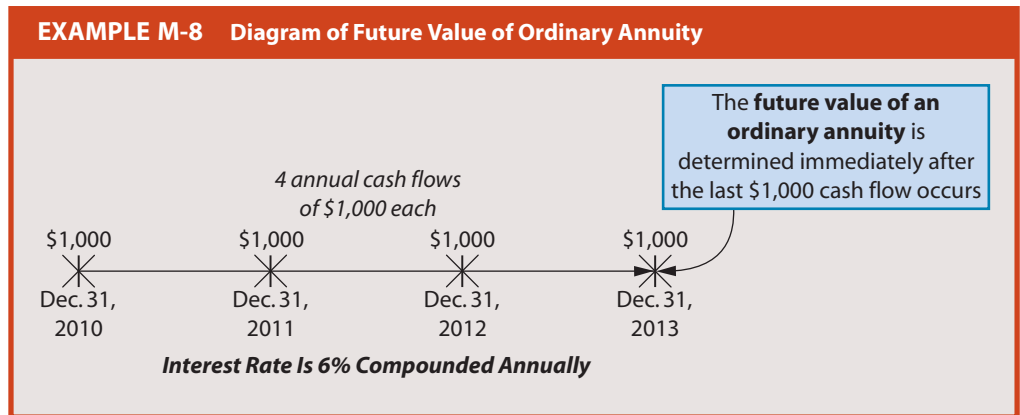 EXAMPLE M-8 Diagram of Future Value of Ordinary Annuity
The future value of an
ordinary annuity is
determined immediately after
the last $1,000 cash flow occurs
4 annual cash flows
of $1,000 each
$1,000 $1,000 $1,000 $1,000
Dec. 31, Dec. 31, Dec. 31, Dec. 31,
2010 2011 2012 2013
Interest Rate Is 6% Compounded Annually